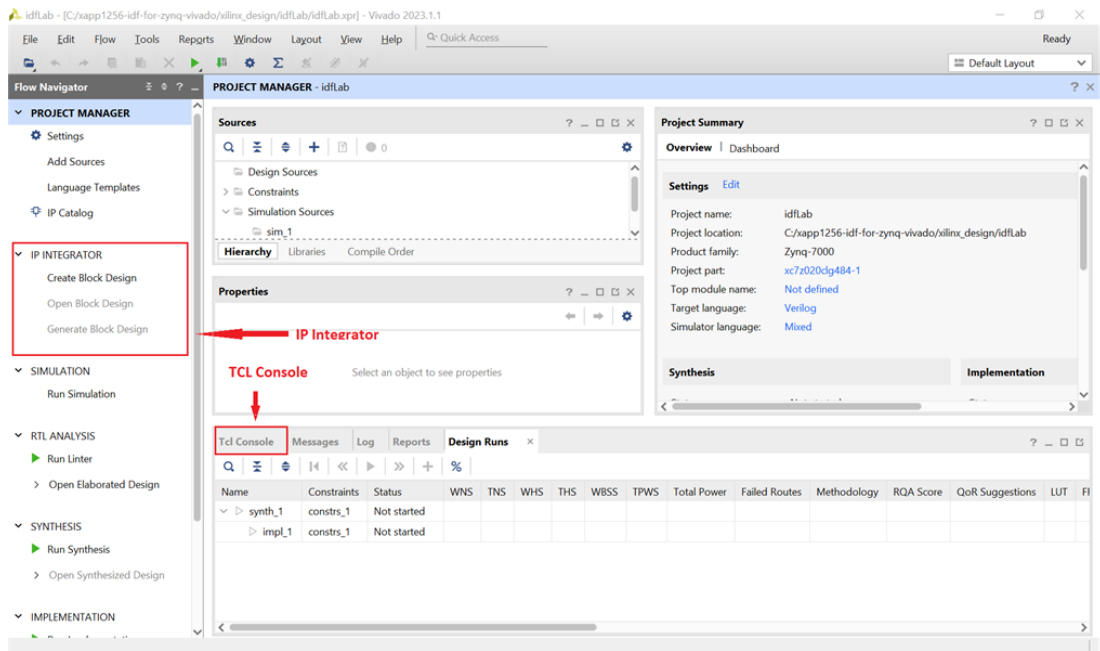 idfLab - [C:/xapp1256-idf-for-zynq-vivado/xilinx_design/idfLab/idfLab.xpr] - Vivado 2023.1.1
File Edit Flow Tools Reports Window Layout View Help Quick Access
Ready
Default Layout
Flow Navigator
PROJECT MANAGER - idfLab
PROJECT MANAGER
Settings
Add Sources
Language Templates
IP Catalog
IP INTEGRATOR
Create Block Design
Open Block Design
Generate Block Design
SIMULATION
Run Simulation
RTL ANALYSIS
Run Linter
Open Elaborated Design
SYNTHESIS
Run Synthesis
Open Synthesized Design
IMPLEMENTATION
Sources
0
Design Sources
Constraints
Simulation Sources
sim_1
Hierarchy Libraries Compile Order
Properties
IP Integrator
TCL Console
Select an object to see properties
Project Summary
Overview Dashboard
Settings Edit
Project name: idfLab
Project location: C:/xapp1256-idf-for-zynq-vivado/xilinx_design/idfLab
Product family: Zynq-7000
Project part: xc7z020clg484-1
Top module name: Not defined
Target language: Verilog
Simulator language: Mixed
Synthesis Implementation
Tcl Console Messages Log Reports Design Runs
Name Constraints Status WNS TNS WHS THS WBSS TPWS Total Power Failed Routes Methodology RQA Score QoR Suggestions LUT
synth_1 constrs_1 Not started
impl_1 constrs_1 Not started